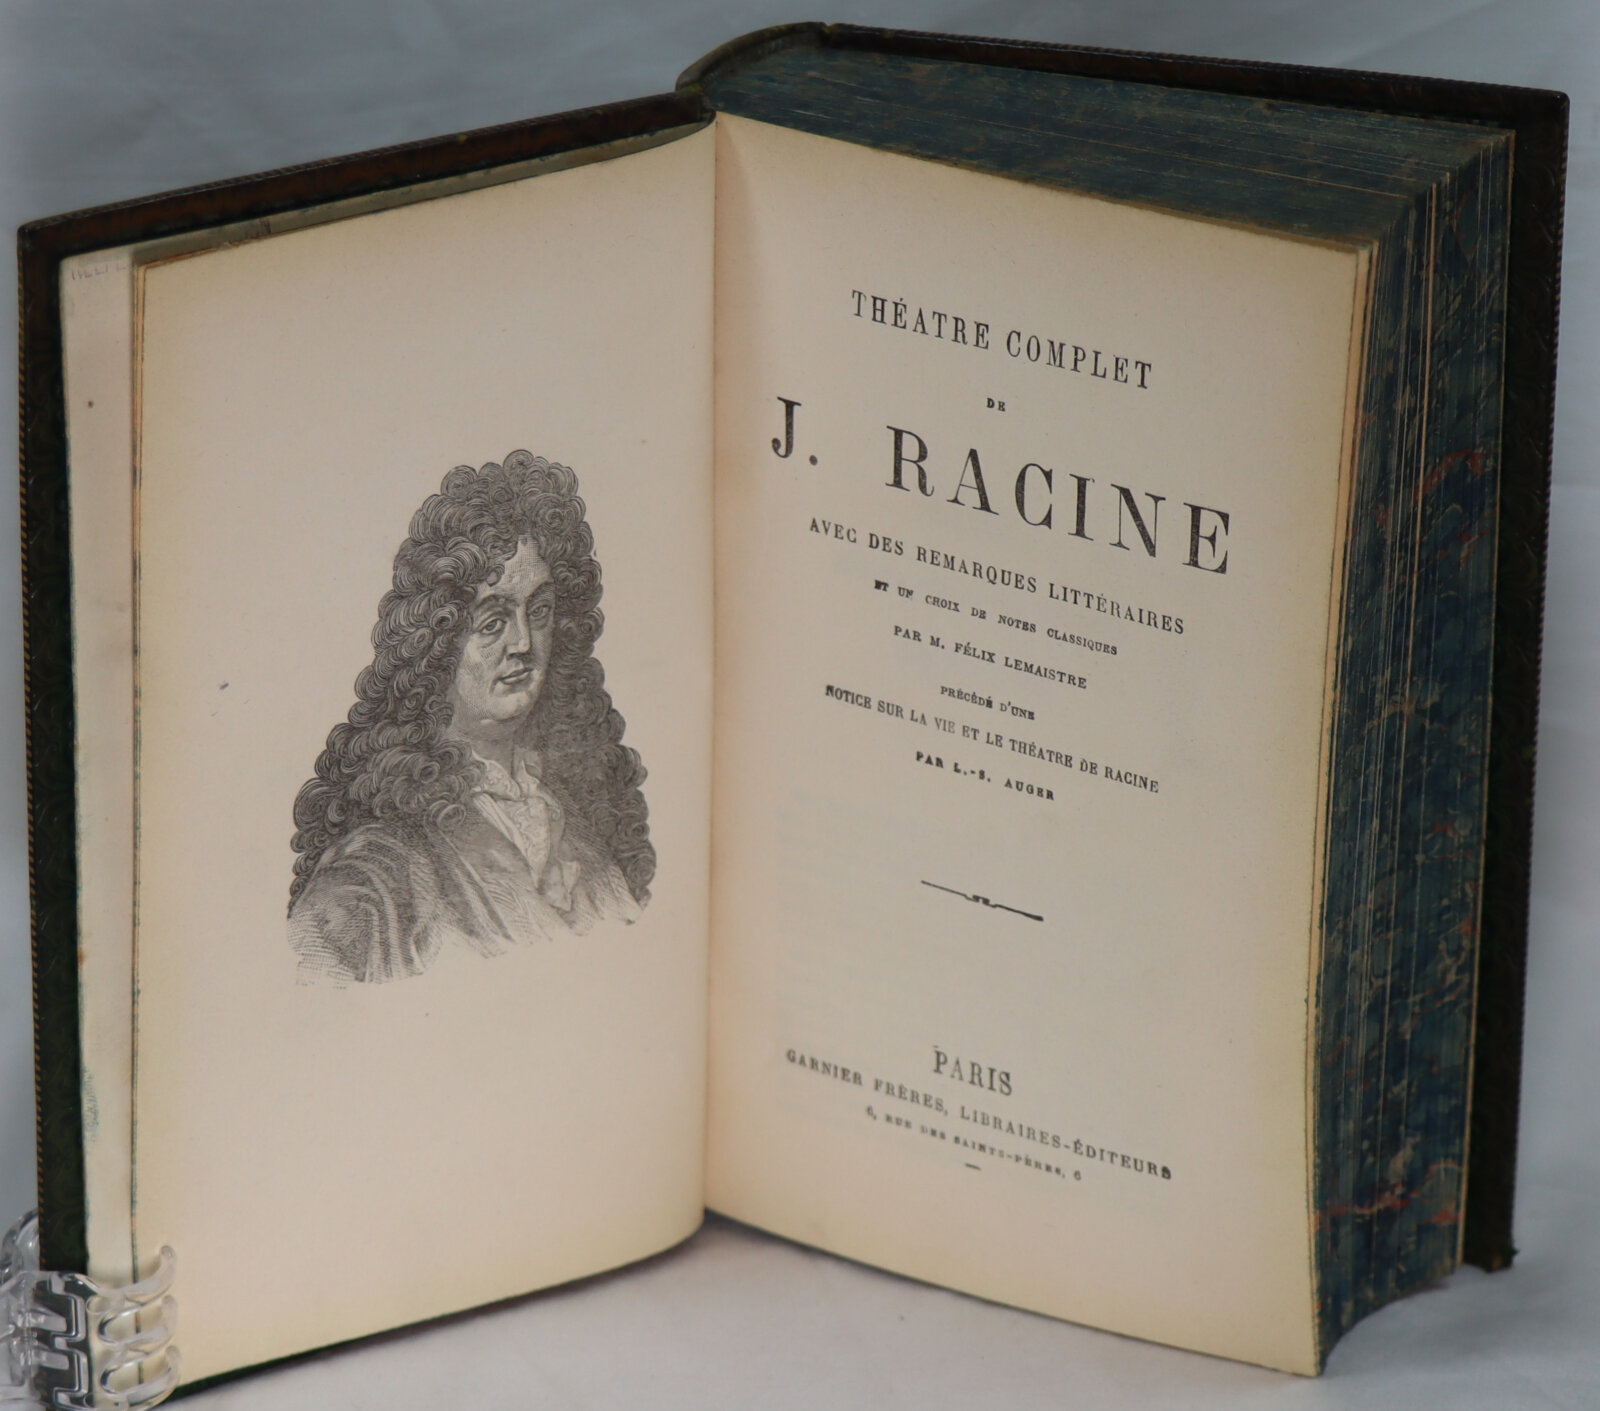 THÉATRE COMPLET
DE
J. RACINE
AVEC DES REMARQUES LITTÉRAIRES
ET UN CHOIX DE NOTES CLASSIQUES
PAR M. FÉLIX LEMAISTRE
PRÉCÉDÉ D'UNE
NOTICE SUR LA VIE ET LE THÉATRE DE RACINE
PAR L.-S. AUGER
PARIS
GARNIER FRÈRES, LIBRAIRES-ÉDITEURS
6, RUE DES SAINTS-PÈRES, 6